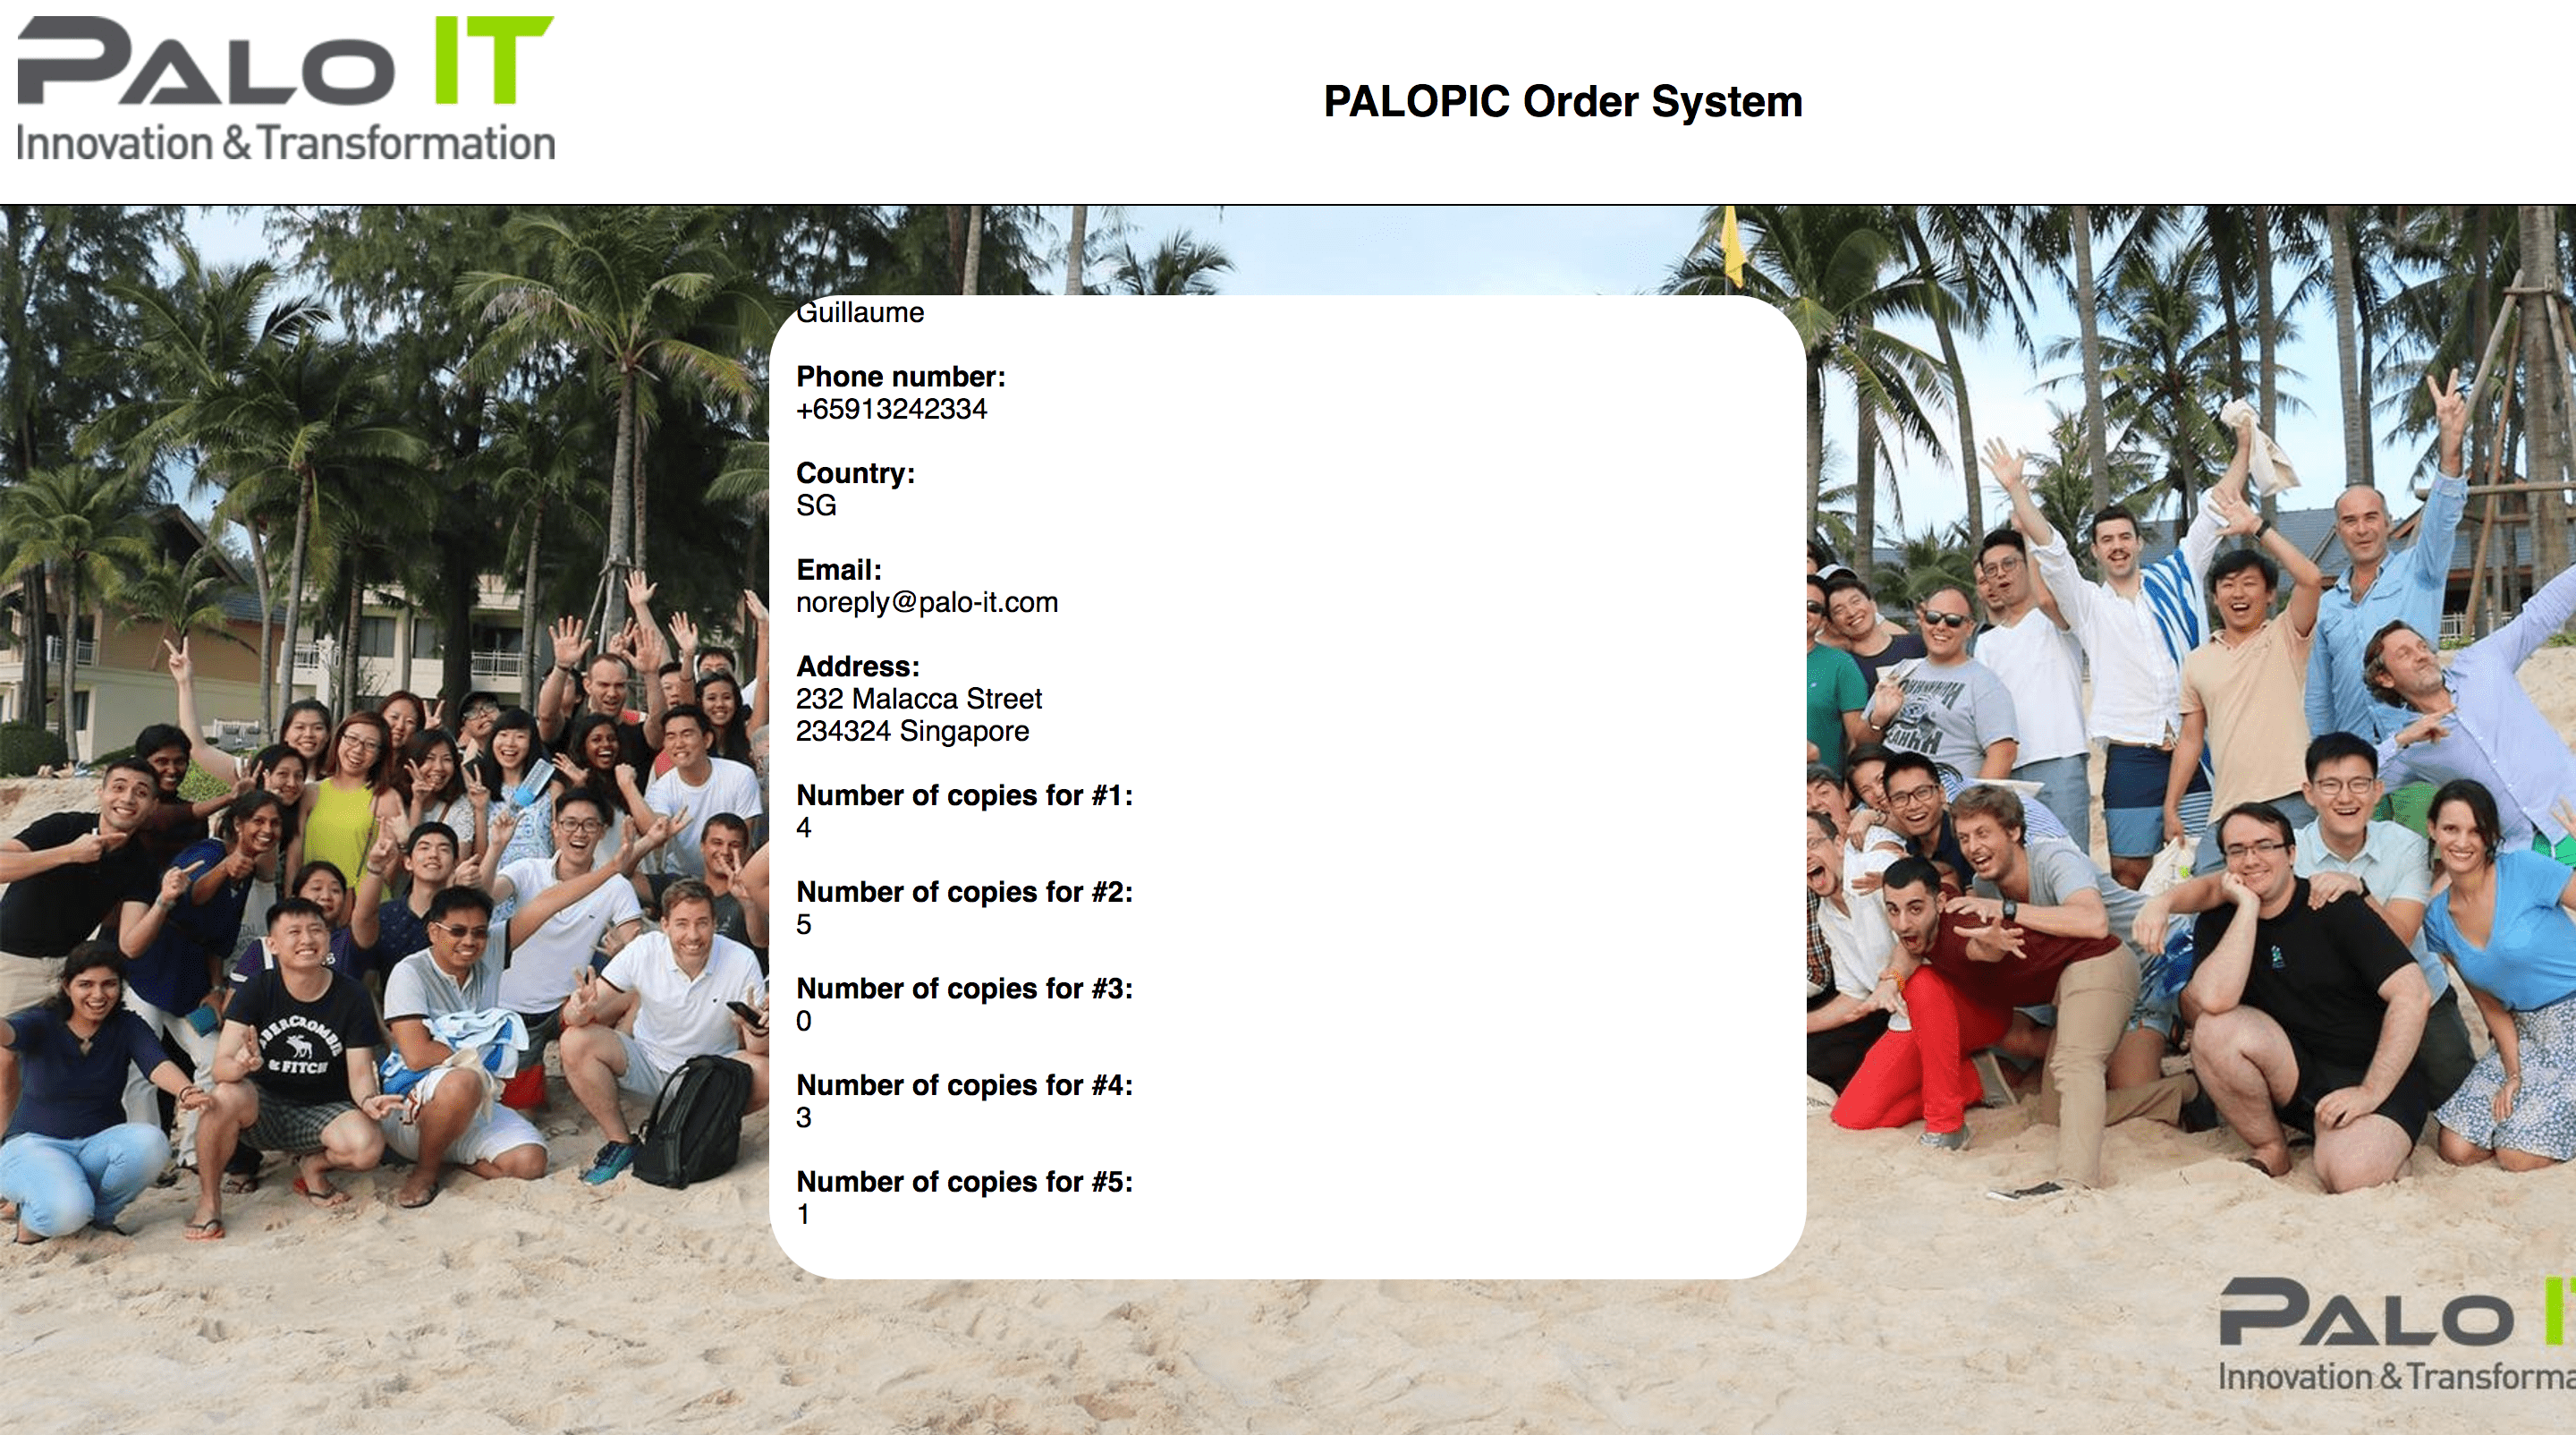 PALO IT
Innovation & Transformation
PALOPIC Order System
Guillaume
Phone number:
+65913242334
Country:
SG
Email:
noreply@palo-it.com
Address:
232 Malacca Street
234324 Singapore
Number of copies for #1:
4
Number of copies for #2:
5
Number of copies for #3:
0
Number of copies for #4:
3
Number of copies for #5:
1
ABERCROMBIE
& FITCH
PALO I
Innovation & Transforma